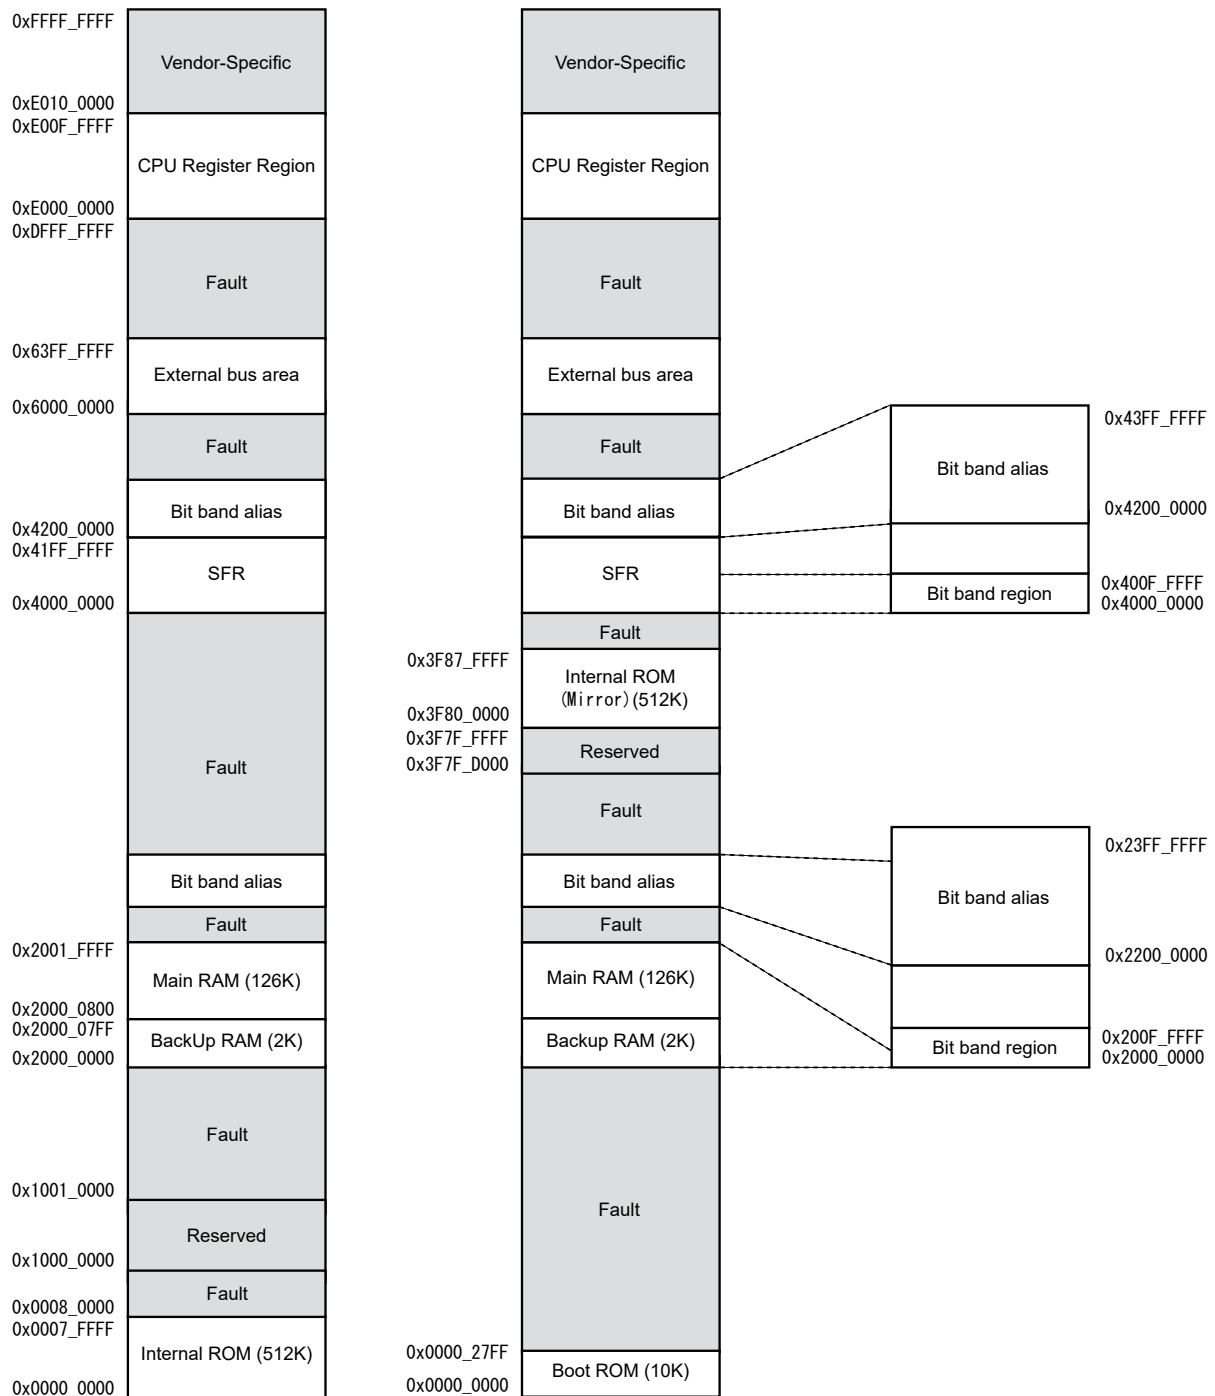 0xFFFF_FFFF
Vendor-Specific
0xE010_0000
0xE00F_FFFF
CPU Register Region
0xE000_0000
0xDFFF_FFFF
Fault
0x63FF_FFFF
External bus area
0x6000_0000
Fault
Bit band alias
0x4200_0000
0x41FF_FFFF
SFR
0x4000_0000
Fault
Bit band alias
Fault
0x2001_FFFF
Main RAM (126K)
0x2000_0800
0x2000_07FF
BackUp RAM (2K)
0x2000_0000
Fault
0x1001_0000
Reserved
0x1000_0000
Fault
0x0008_0000
0x0007_FFFF
Internal ROM (512K)
0x0000_0000
Vendor-Specific
CPU Register Region
Fault
External bus area
Fault
Bit band alias
SFR
Fault
0x3F87_FFFF
Internal ROM
(Mirror)(512K)
0x3F80_0000
0x3F7F_FFFF
Reserved
0x3F7F_D000
Fault
Bit band alias
Fault
Main RAM (126K)
Backup RAM (2K)
Fault
0x0000_27FF
Boot ROM (10K)
0x0000_0000
0x43FF_FFFF
Bit band alias
0x4200_0000
0x400F_FFFF
Bit band region
0x4000_0000
0x23FF_FFFF
Bit band alias
0x2200_0000
0x200F_FFFF
Bit band region
0x2000_0000